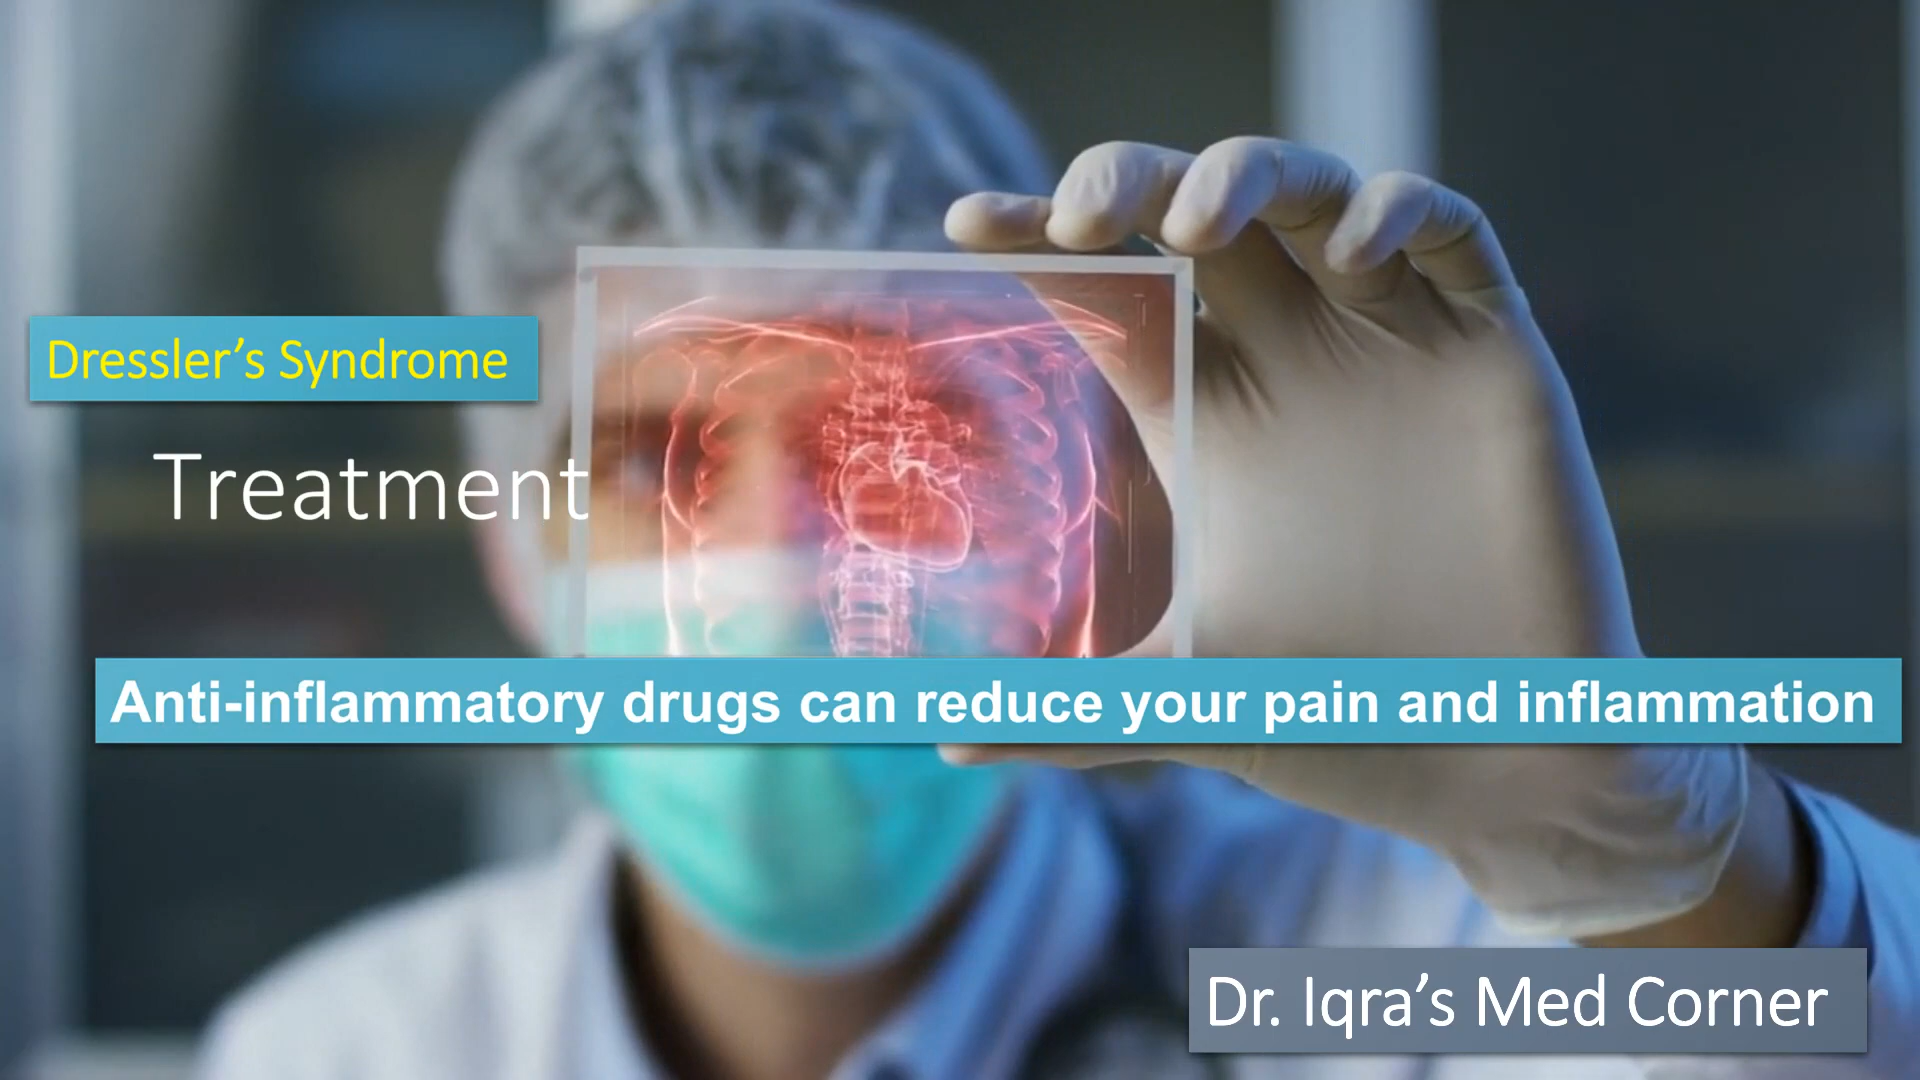 Dressler’s Syndrome
Treatment
Anti-inflammatory drugs can reduce your pain and inflammation
Dr. Iqra’s Med Corner